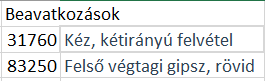 Beavatkozások
31760 Kéz, kétirányú felvétel
83250 Felső végtagi gipsz, rövid